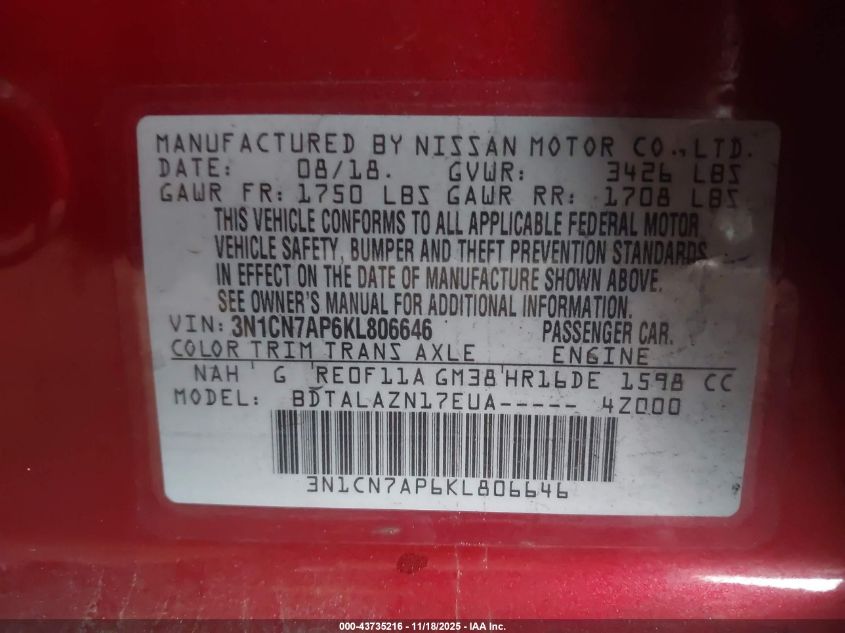 MANUFACTURED BY NISSAN MOTOR CO., LTD.
DATE: 08/18. GVWR: 3426 LBS
GAWR FR: 1750 LBS GAWR RR: 1708 LBS
THIS VEHICLE CONFORMS TO ALL APPLICABLE FEDERAL MOTOR
VEHICLE SAFETY, BUMPER AND THEFT PREVENTION STANDARDS
IN EFFECT ON THE DATE OF MANUFACTURE SHOWN ABOVE.
SEE OWNER'S MANUAL FOR ADDITIONAL INFORMATION.
VIN: 3N1CN7AP6KL806646 PASSENGER CAR.
COLOR TRIM TRANS AXLE ENGINE
NAH G RE0F11A GM38 HR16DE 1598 CC
MODEL: BDTALAZN17EUA----- 4Z000
3N1CN7AP6KL806646
000-43735216 - 11/18/2025 - IAA Inc.